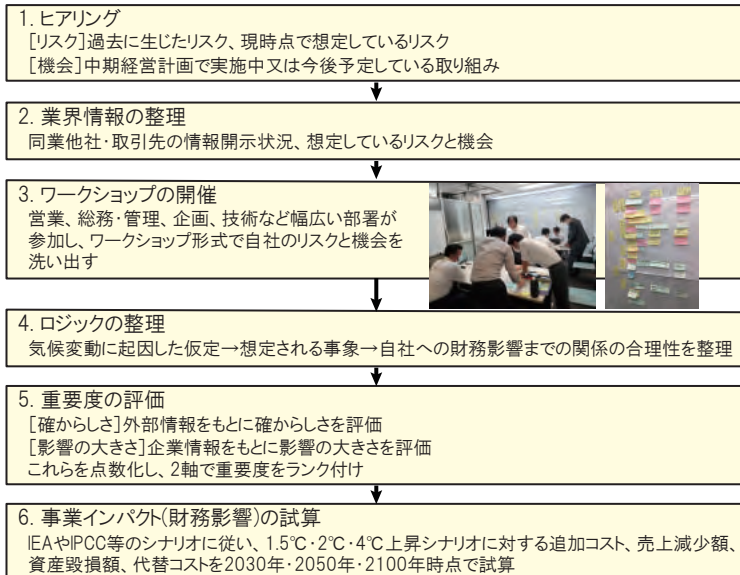 1. ヒアリング
[リスク]過去に生じたリスク、現時点で想定しているリスク
[機会]中期経営計画で実施中又は今後予定している取り組み
2. 業界情報の整理
同業他社・取引先の情報開示状況、想定しているリスクと機会
3. ワークショップの開催
営業、総務・管理、企画、技術など幅広い部署が
参加し、ワークショップ形式で自社のリスクと機会を
洗い出す
4. ロジックの整理
気候変動に起因した仮定→想定される事象→自社への財務影響までの関係の合理性を整理
5. 重要度の評価
[確からしさ]外部情報をもとに確からしさを評価
[影響の大きさ]企業情報をもとに影響の大きさを評価
これらを点数化し、2軸で重要度をランク付け
6. 事業インパクト(財務影響)の試算
IEAやIPCC等のシナリオに従い、1.5℃・2℃・4℃上昇シナリオに対する追加コスト、売上減少額、
資産毀損額、代替コストを2030年・2050年・2100年時点で試算